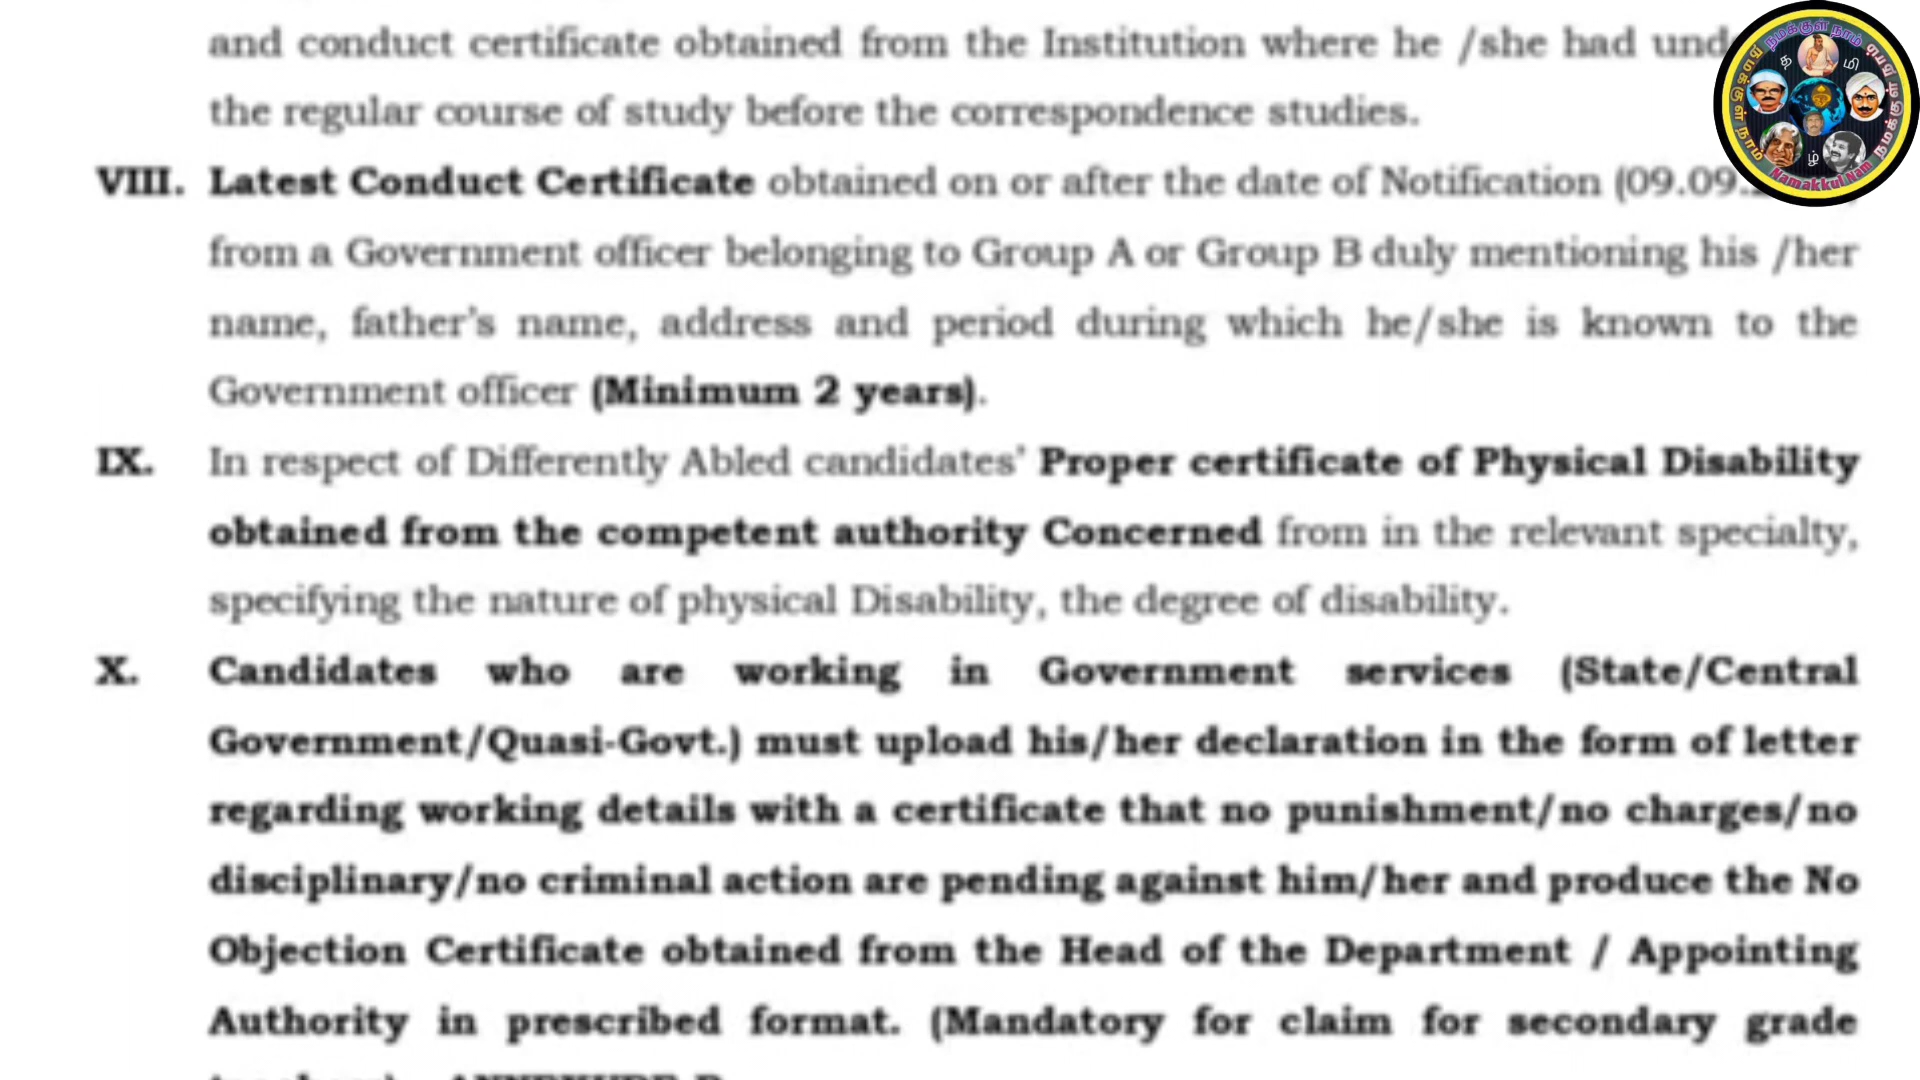 and conduct certificate obtained from the Institution where he /she had
the regular course of study before the correspondence studies.
VIII. Latest Conduct Certificate obtained on or after the date of Notification (09.09.
from a Government officer belonging to Group A or Group B duly mentioning his /her
name, father's name, address and period during which he/she is known to the
Government officer (Minimum 2 years).
IX. In respect of Differently Abled candidates' Proper certificate of Physical Disability
obtained from the competent authority Concerned from in the relevant specialty,
specifying the nature of physical Disability, the degree of disability.
X. Candidates who are working in Government services (State/Central
Government/Quasi-Govt.) must upload his/her declaration in the form of letter
regarding working details with a certificate that no punishment/no charges/no
disciplinary/no criminal action are pending against him/her and produce the No
Objection Certificate obtained from the Head of the Department / Appointing
Authority in prescribed format. (Mandatory for claim for secondary grade
நமக்குள் நாம்
நமக்குள் நாம்
த மி ழ்
Namakkul Nam